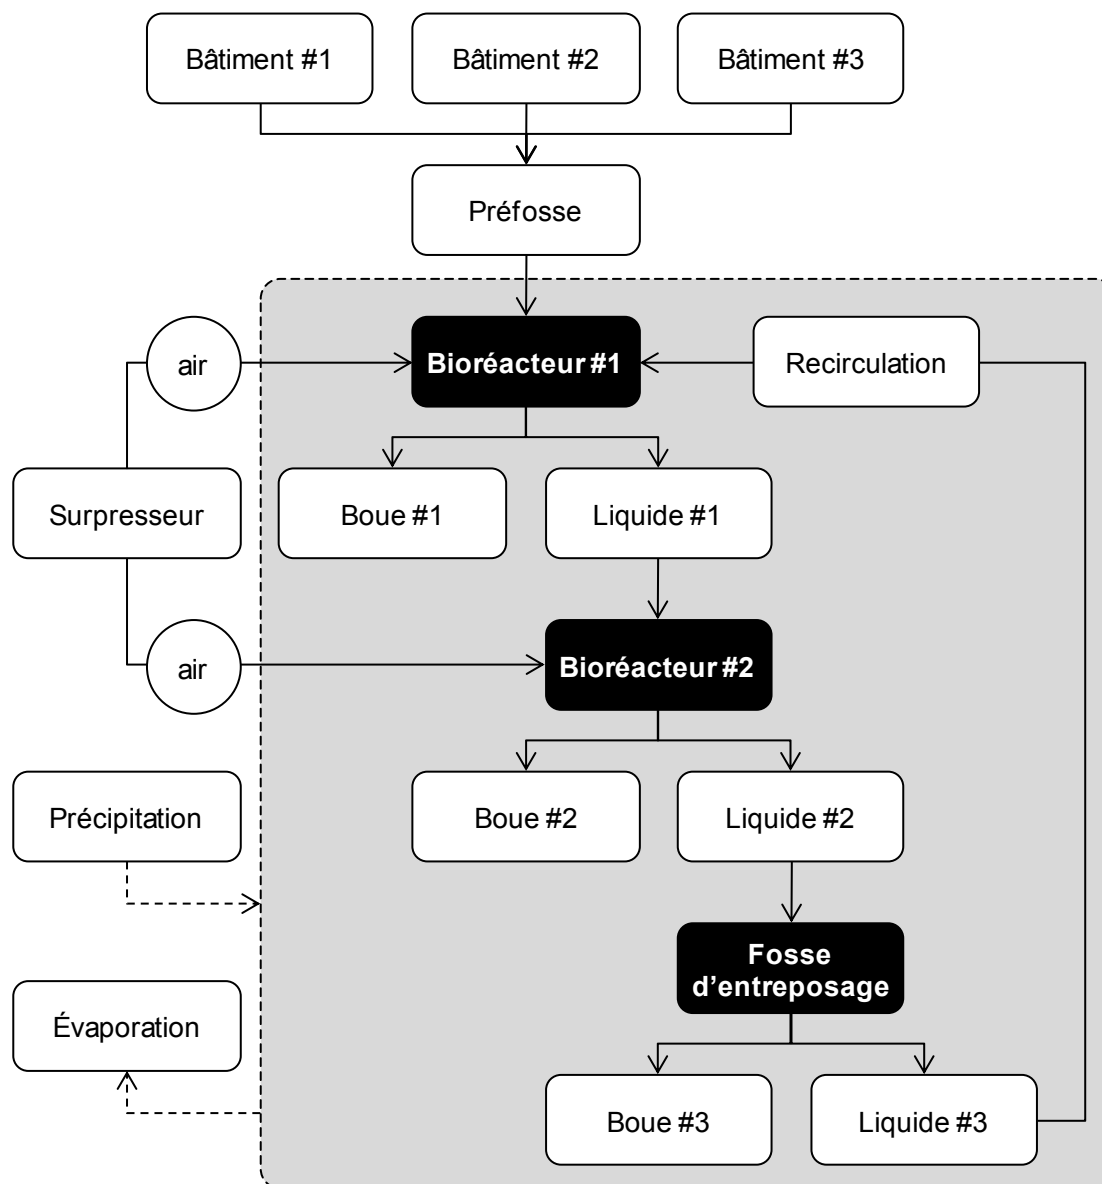 Bâtiment #1
Bâtiment #2
Bâtiment #3
Préfosse
air
Bioréacteur #1
Recirculation
Surpresseur
Boue #1
Liquide #1
air
Bioréacteur #2
Précipitation
Boue #2
Liquide #2
Fosse
d’entreposage
Évaporation
Boue #3
Liquide #3